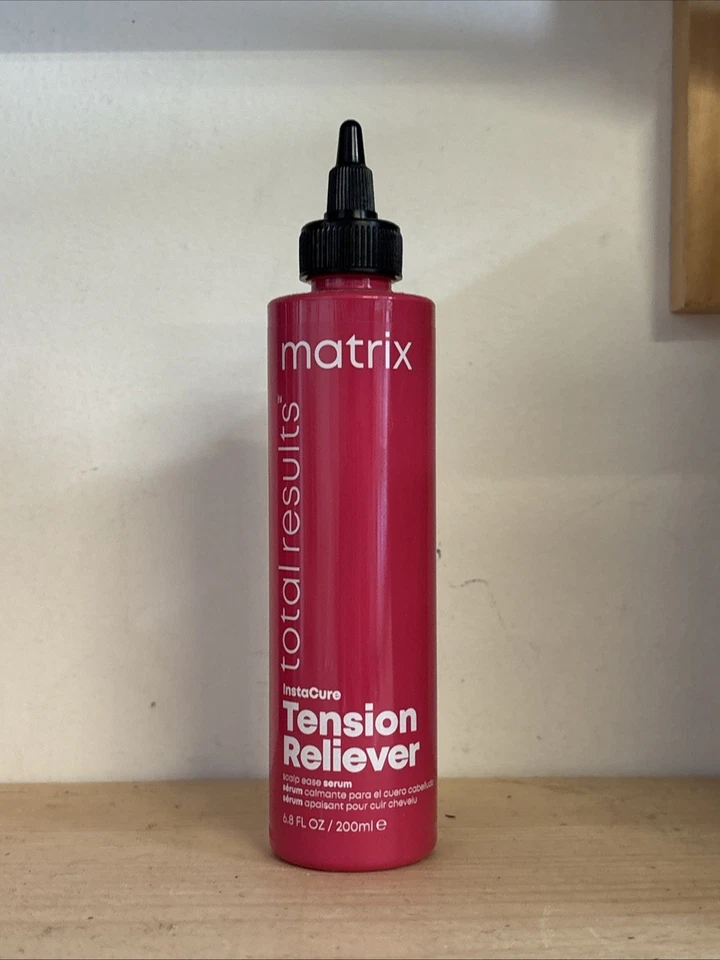 matrix
total results™
InstaCure
Tension
Reliever
scalp ease serum
sérum calmante para el cuero cabelludo
sérum apaisant pour cuir chevelu
6.8 FL OZ / 200ml ℮